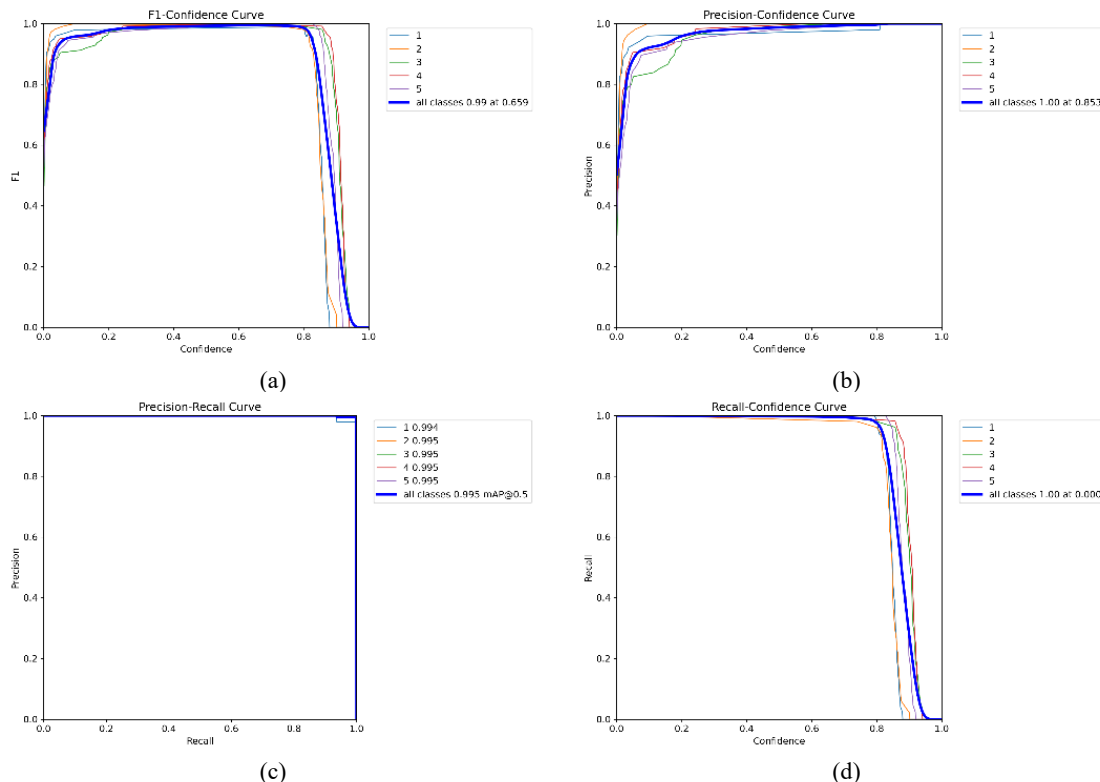 F1-Confidence Curve
1.0
0.8
0.6
0.4
0.2
0.0
F1
0.0 0.2 0.4 0.6 0.8 1.0
Confidence
1
2
3
4
5
all classes 0.99 at 0.659
(a)
Precision-Confidence Curve
1.0
0.8
0.6
0.4
0.2
0.0
Precision
0.0 0.2 0.4 0.6 0.8 1.0
Confidence
1
2
3
4
5
all classes 1.00 at 0.853
(b)
Precision-Recall Curve
1.0
0.8
0.6
0.4
0.2
0.0
Precision
0.0 0.2 0.4 0.6 0.8 1.0
Recall
1 0.994
2 0.995
3 0.995
4 0.995
5 0.995
all classes 0.995 mAP@0.5
(c)
Recall-Confidence Curve
1.0
0.8
0.6
0.4
0.2
0.0
Recall
0.0 0.2 0.4 0.6 0.8 1.0
Confidence
1
2
3
4
5
all classes 1.00 at 0.000
(d)